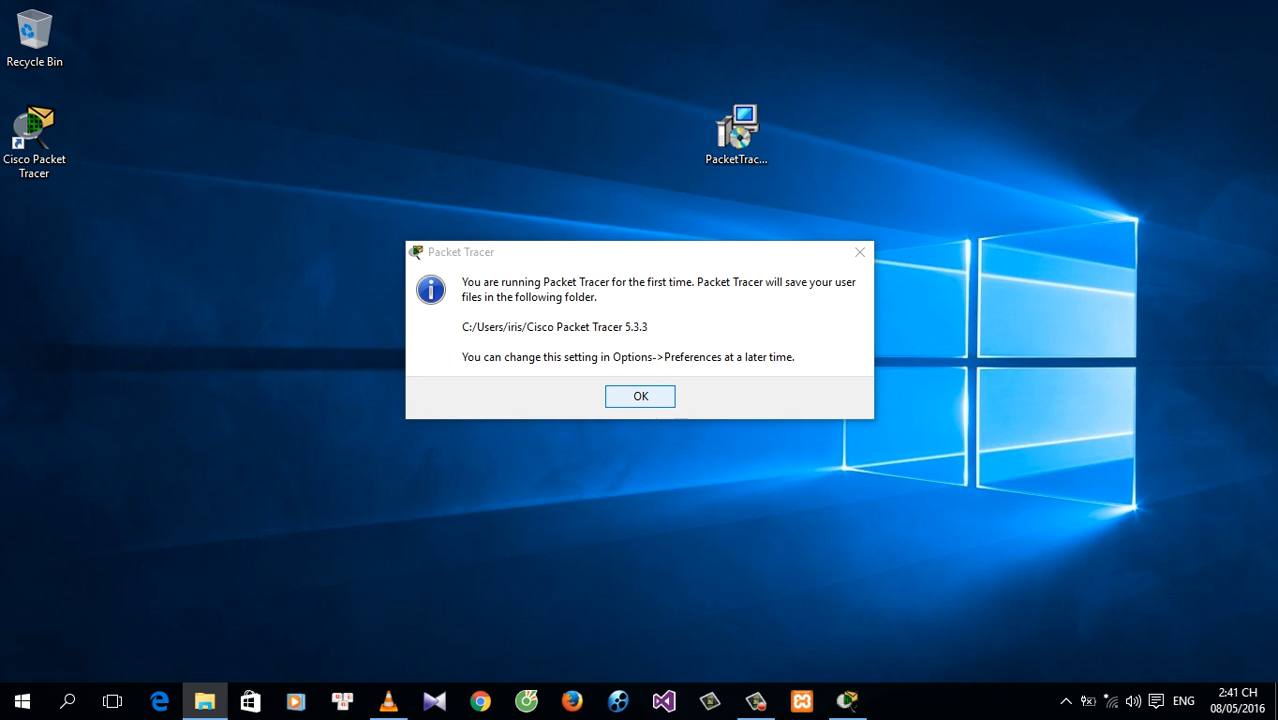 Recycle Bin
Cisco Packet
Tracer
PacketTrac...
Packet Tracer
You are running Packet Tracer for the first time. Packet Tracer will save your user
files in the following folder.
C:/Users/iris/Cisco Packet Tracer 5.3.3
You can change this setting in Options->Preferences at a later time.
OK
ENG
2:41 CH
08/05/2016